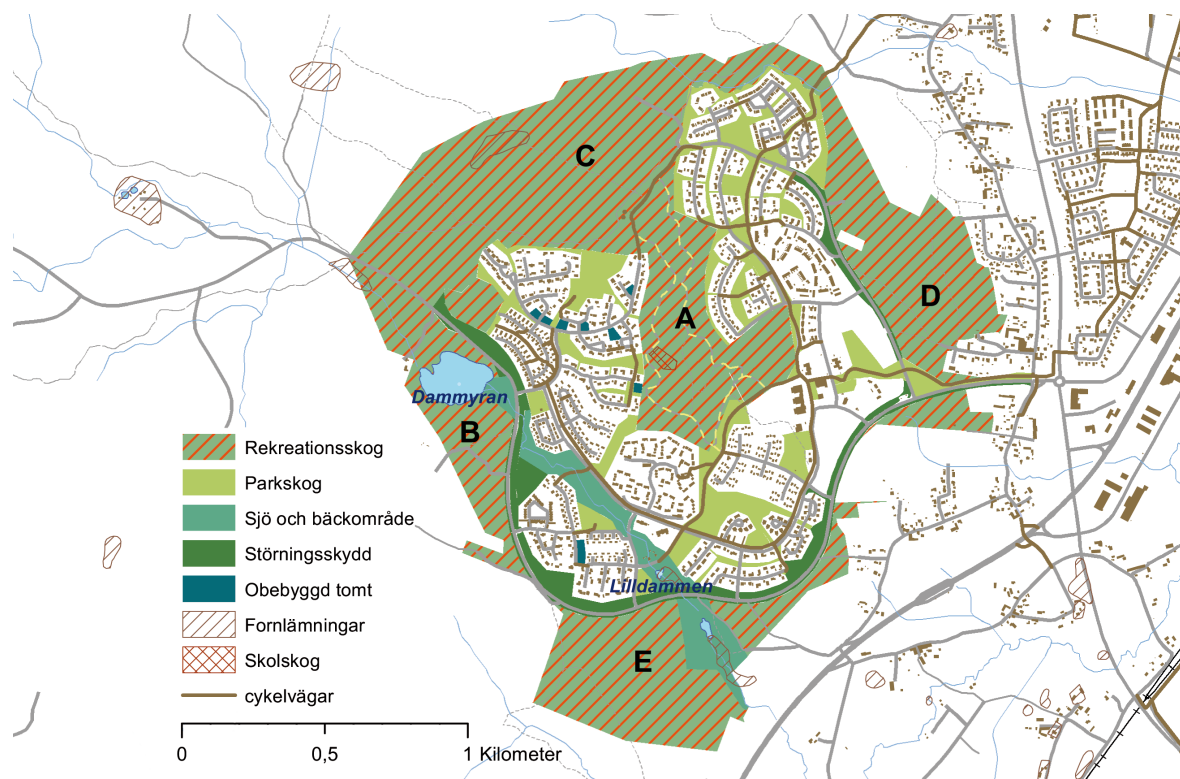 C
D
A
Dammyran
B
Rekreationsskog
Parkskog
Sjö och bäckområde
Störningsskydd
Obebyggd tomt
Lilldammen
Fornlämningar
Skolskog
E
cykelvägar
0 0,5 1 Kilometer